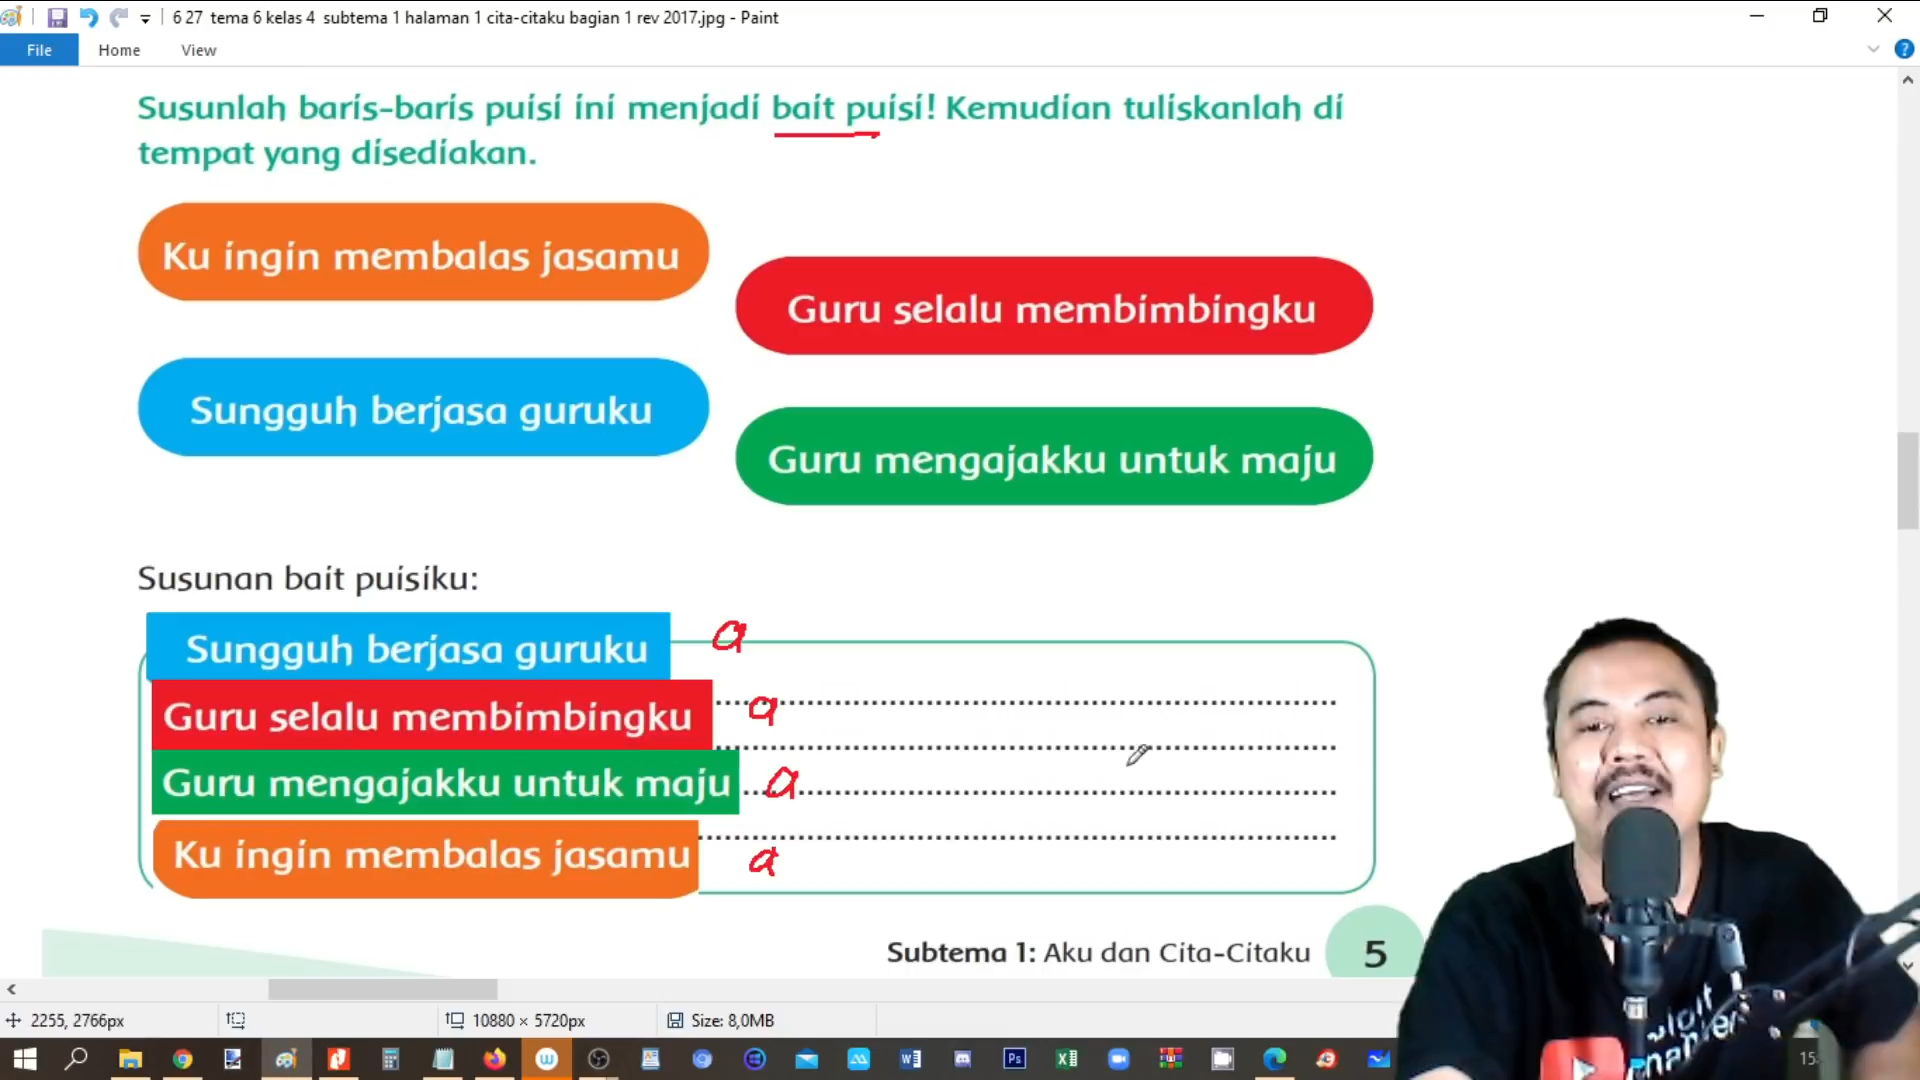 6 27 tema 6 kelas 4 subtema 1 halaman 1 cita-citaku bagian 1 rev 2017.jpg - Paint
File Home View
Susunlah baris-baris puisi ini menjadi bait puisi! Kemudian tuliskanlah di
tempat yang disediakan.
Ku ingin membalas jasamu
Guru selalu membimbingku
Sungguh berjasa guruku
Guru mengajakku untuk maju
Susunan bait puisiku:
Sungguh berjasa guruku a
Guru selalu membimbingku a
Guru mengajakku untuk maju a
Ku ingin membalas jasamu a
Subtema 1: Aku dan Cita-Citaku 5
2255, 2766px 10880 × 5720px Size: 8,0MB